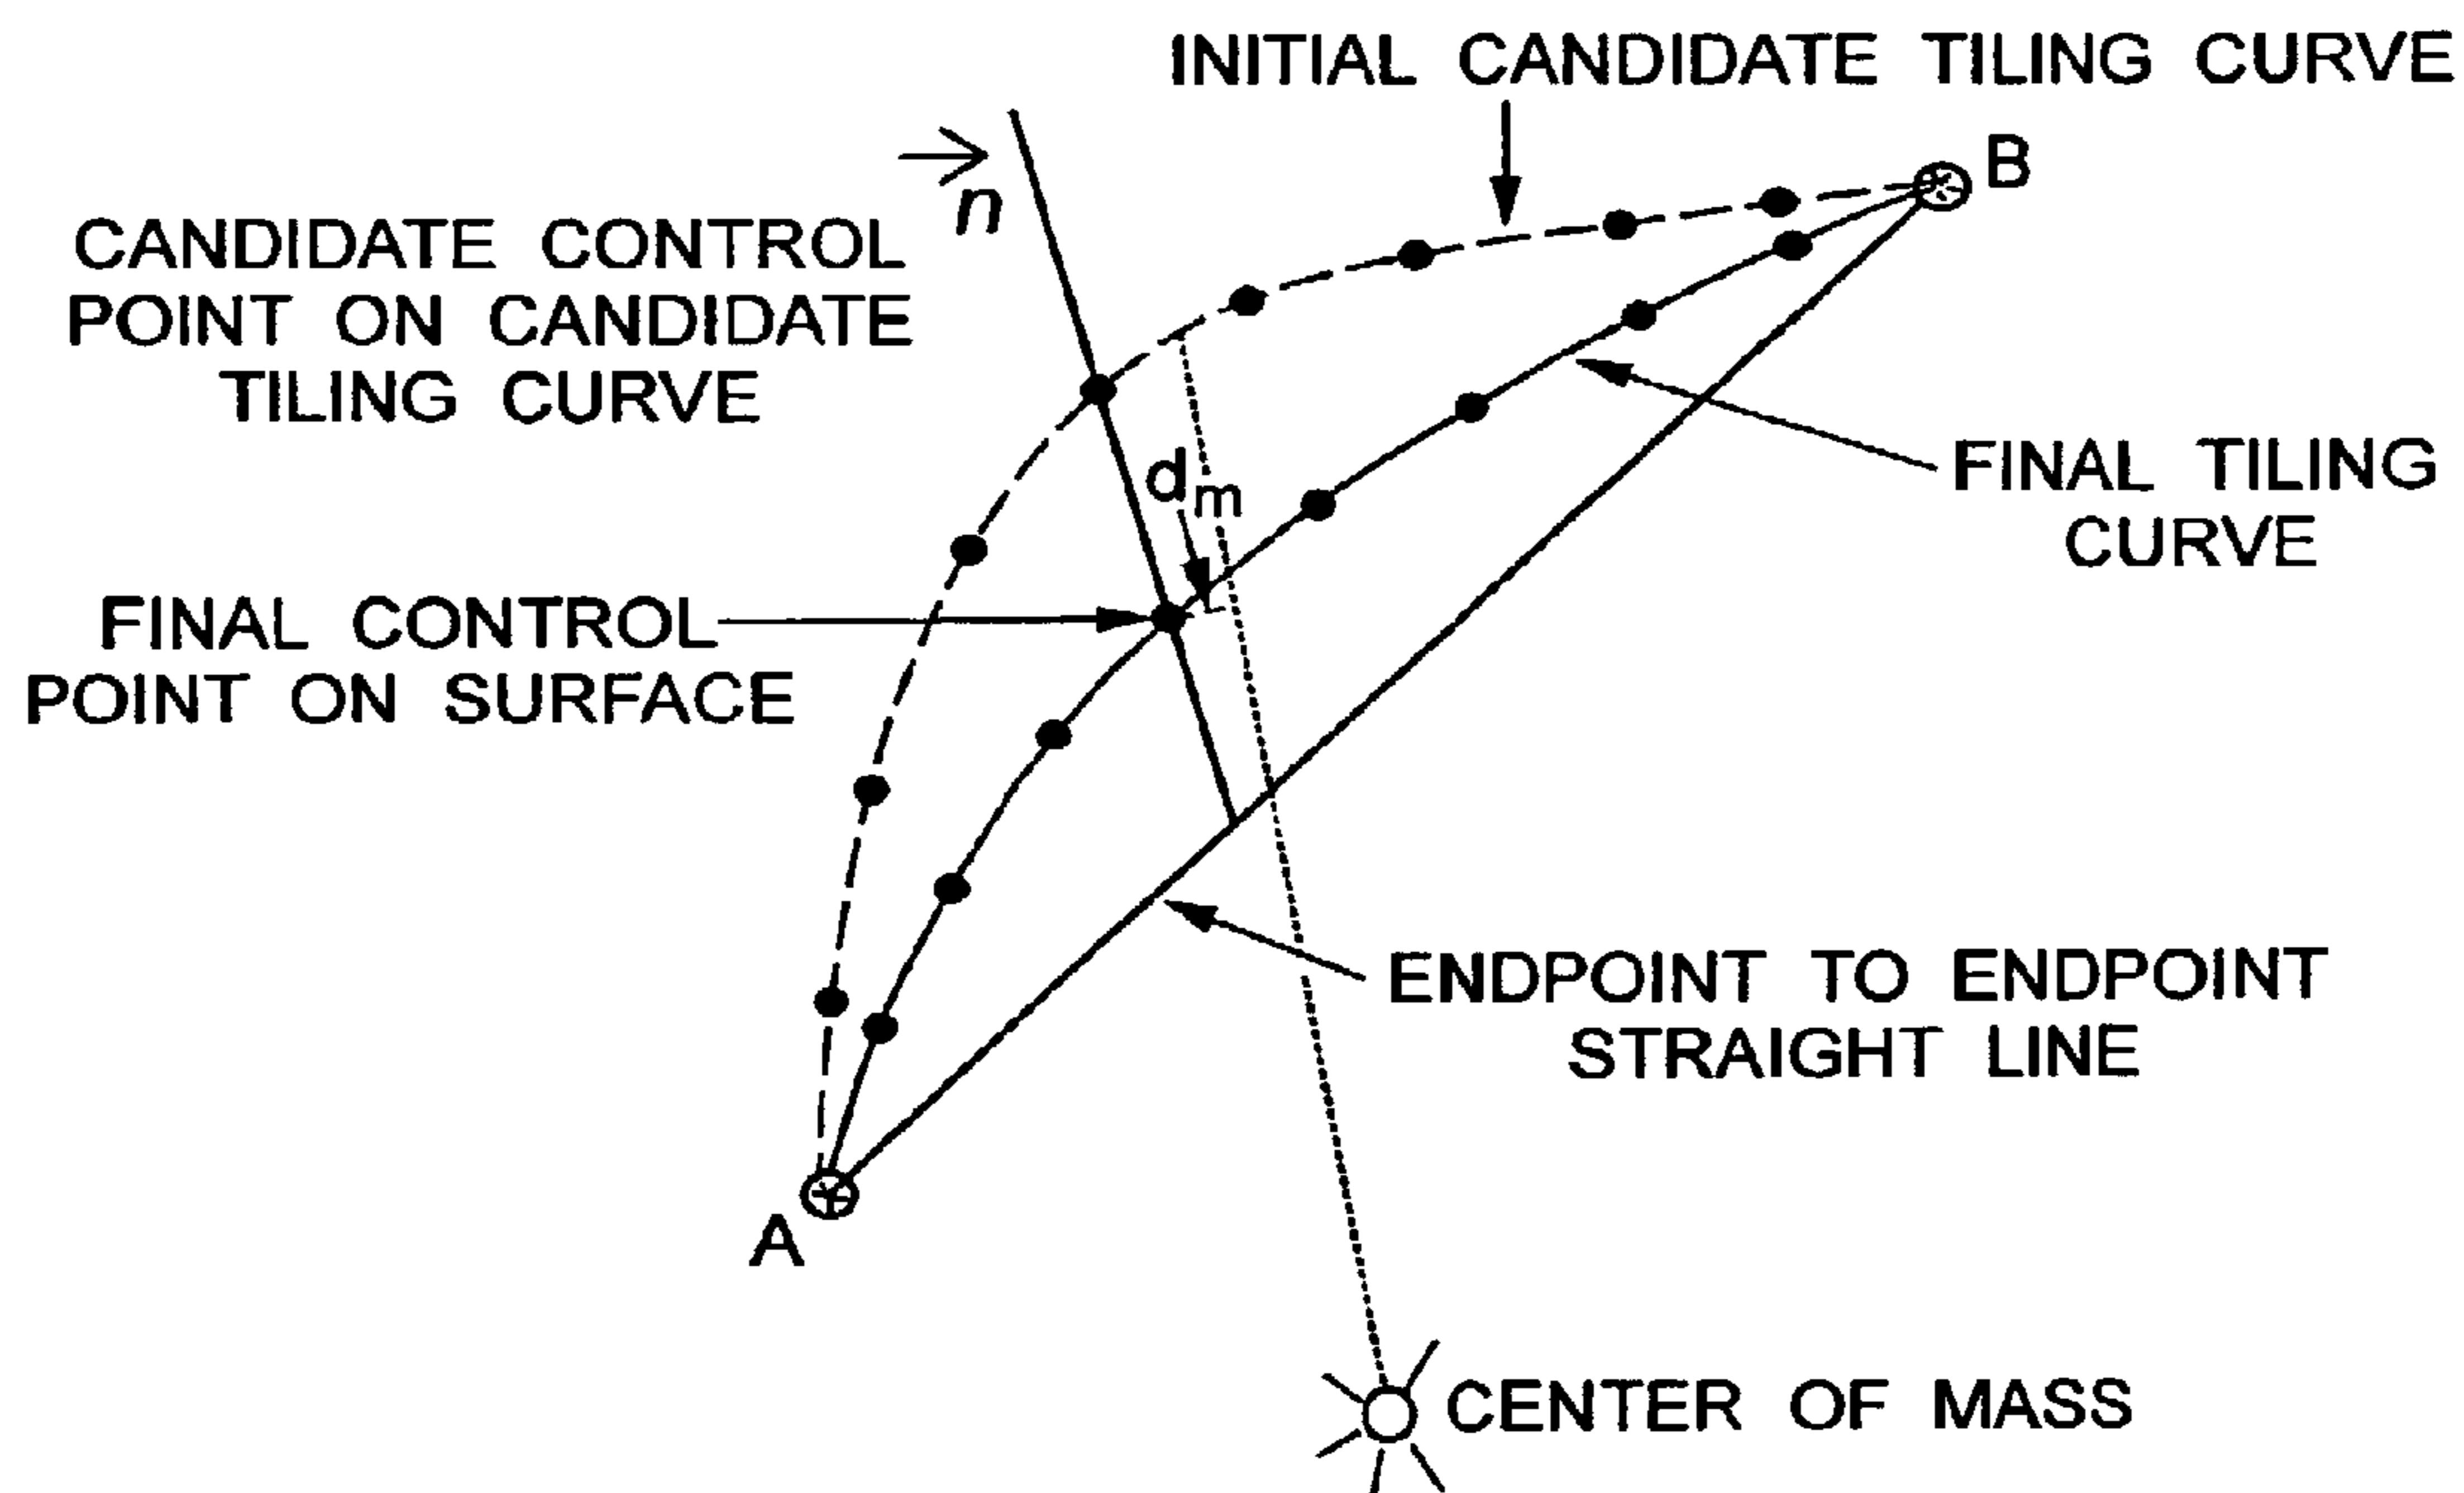 INITIAL CANDIDATE TILING CURVE
B
n
CANDIDATE CONTROL
POINT ON CANDIDATE
TILING CURVE
dm
FINAL TILING
CURVE
FINAL CONTROL
POINT ON SURFACE
ENDPOINT TO ENDPOINT
STRAIGHT LINE
A
CENTER OF MASS